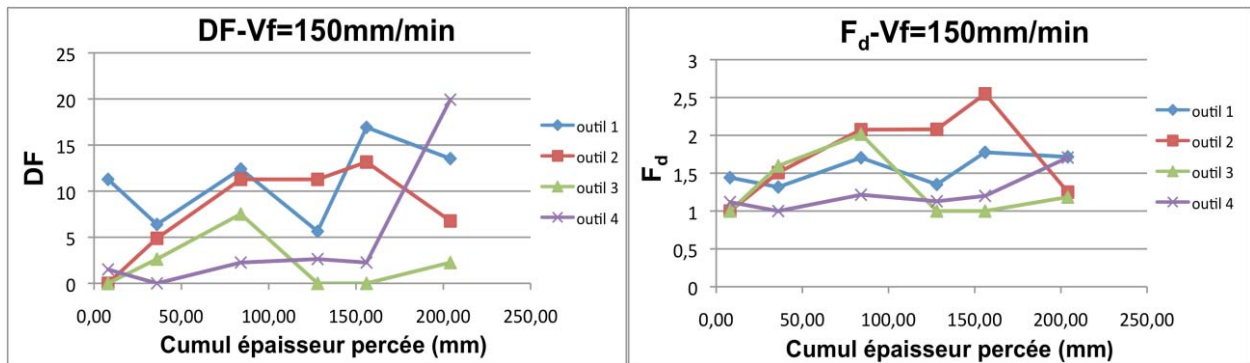 DF-Vf=150mm/min
25
20
15
10
5
0
DF
0,00
50,00
100,00
150,00
200,00
250,00
Cumul épaisseur percée (mm)
outil 1
outil 2
outil 3
outil 4
Fd-Vf=150mm/min
3
2,5
2
1,5
1
0,5
0
Fd
0,00
50,00
100,00
150,00
200,00
250,00
Cumul épaisseur percée (mm)
outil 1
outil 2
outil 3
outil 4